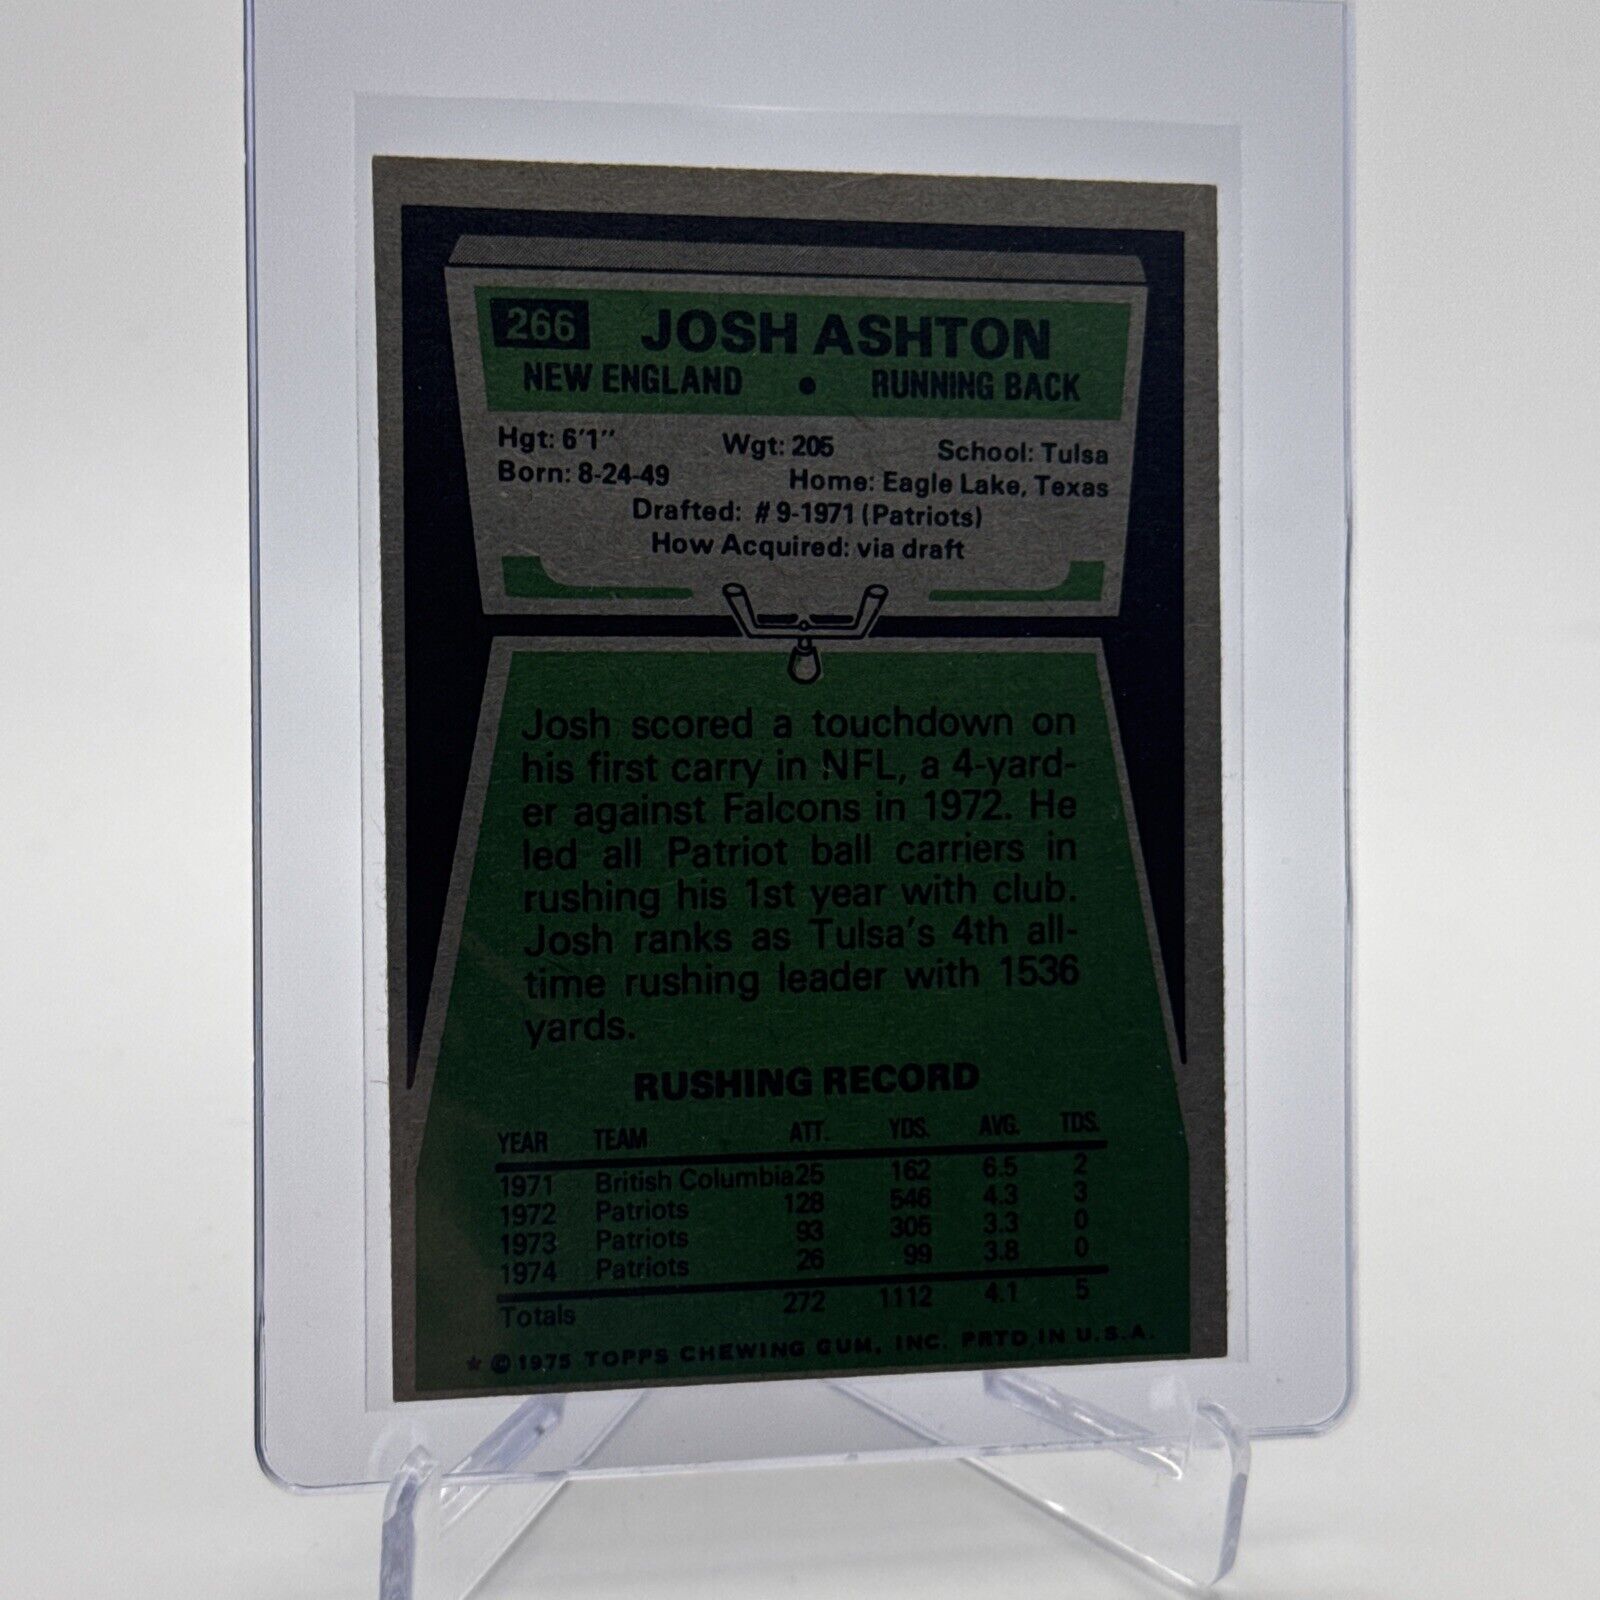 266 JOSH ASHTON
NEW ENGLAND • RUNNING BACK
Hgt: 6'1" Wgt: 205 School: Tulsa
Born: 8-24-49 Home: Eagle Lake, Texas
Drafted: #9-1971 (Patriots)
How Acquired: via draft
Josh scored a touchdown on
his first carry in NFL, a 4-yard-
er against Falcons in 1972. He
led all Patriot ball carriers in
rushing his 1st year with club.
Josh ranks as Tulsa's 4th all-
time rushing leader with 1536
yards.
RUSHING RECORD
YEAR TEAM ATT. YDS. AVG. TDS.
1971 British Columbia 25 162 6.5 2
1972 Patriots 128 546 4.3 3
1973 Patriots 93 305 3.3 0
1974 Patriots 26 99 3.8 0
Totals 272 1112 4.1 5
* © 1975 TOPPS CHEWING GUM, INC. PRTD. IN U.S.A.